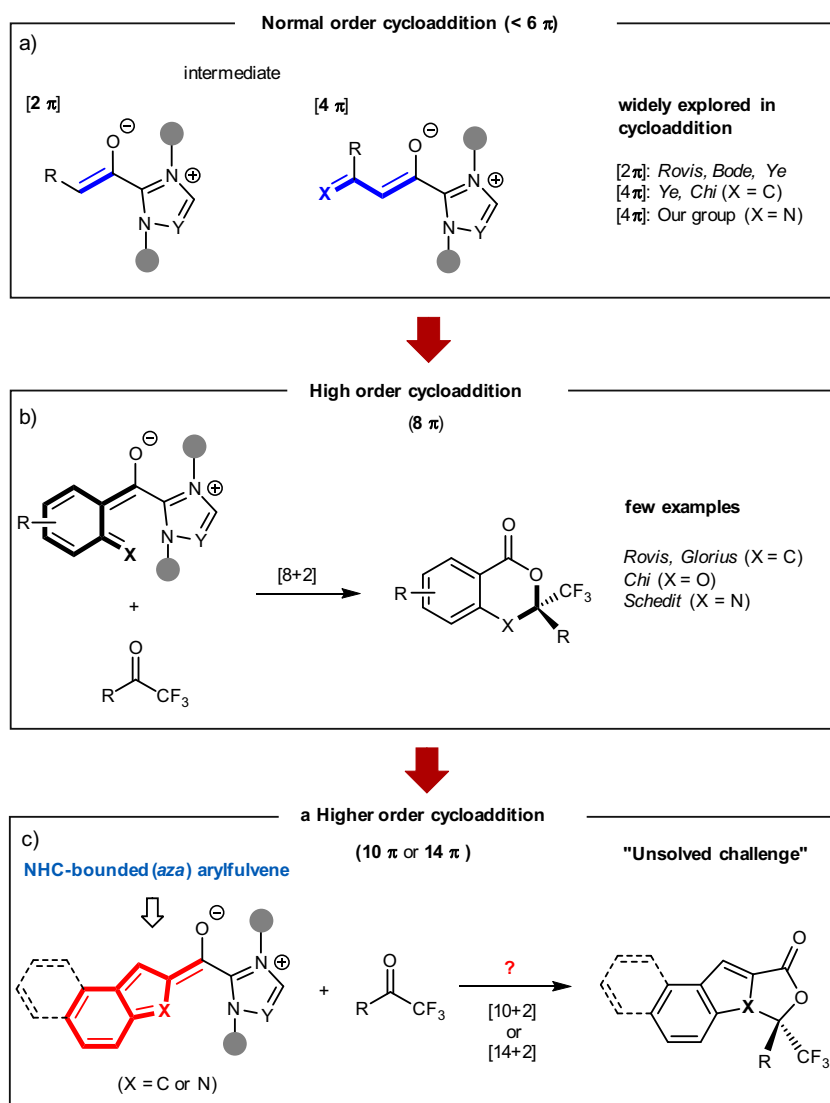 Normal order cycloaddition (< 6 π)
a)
intermediate
[2 π]
[4 π]
widely explored in
cycloaddition
[2π]: Rovis, Bode, Ye
[4π]: Ye, Chi (X = C)
[4π]: Our group (X = N)
R
O
⊖
N
⊕
N
Y
R
X
O
⊖
N
⊕
N
Y
High order cycloaddition
b)
(8 π)
O
⊖
N
⊕
R
X
N
Y
+
O
R
CF3
[8+2]
O
O
R
CF3
X
R
few examples
Rovis, Glorius (X = C)
Chi (X = O)
Schedit (X = N)
a Higher order cycloaddition
c)
(10 π or 14 π )
"Unsolved challenge"
NHC-bounded (aza) arylfulvene
O
⊖
N
⊕
X
N
Y
(X = C or N)
+
O
R
CF3
?
[10+2]
or
[14+2]
O
O
X
R
CF3